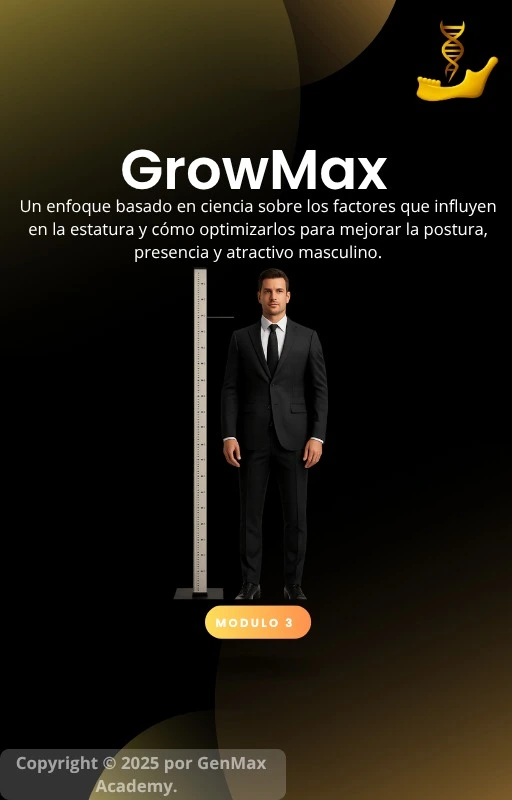 GrowMax
Un enfoque basado en ciencia sobre los factores que influyen
en la estatura y cómo optimizarlos para mejorar la postura,
presencia y atractivo masculino.
MODULO 3
Copyright © 2025 por GenMax
Academy.